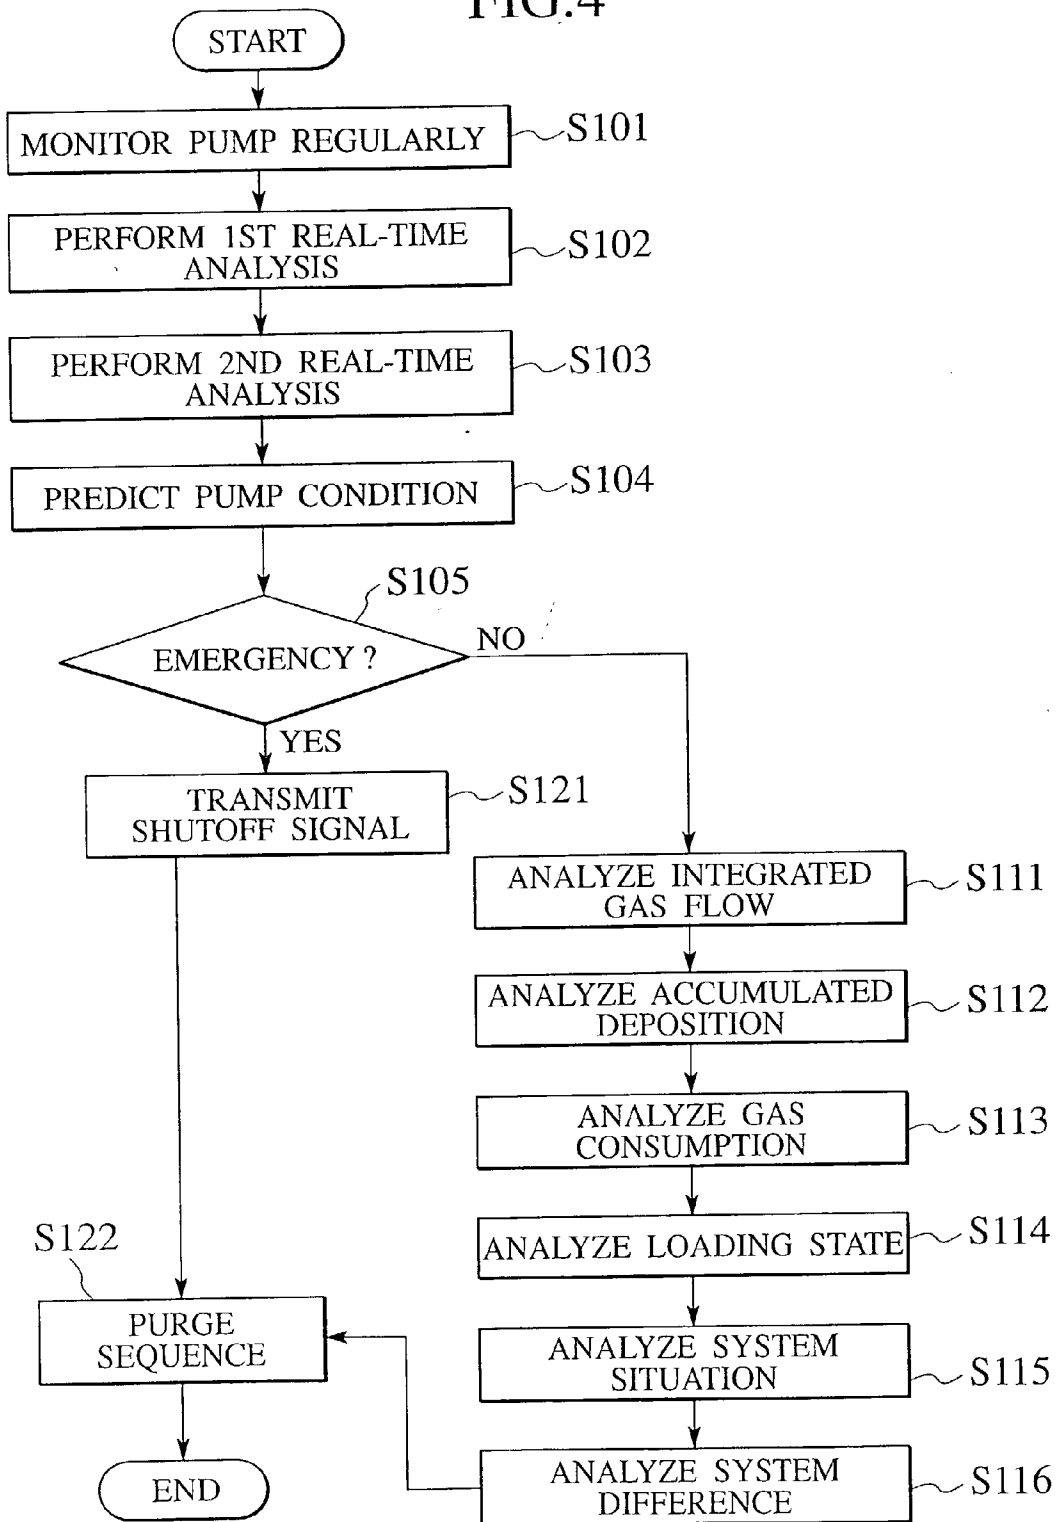 FIG.4
START
MONITOR PUMP REGULARLY
S101
PERFORM 1ST REAL-TIME
ANALYSIS
S102
PERFORM 2ND REAL-TIME
ANALYSIS
S103
PREDICT PUMP CONDITION
S104
S105
EMERGENCY ?
NO
YES
TRANSMIT
SHUTOFF SIGNAL
S121
ANALYZE INTEGRATED
GAS FLOW
S111
ANALYZE ACCUMULATED
DEPOSITION
S112
ANALYZE GAS
CONSUMPTION
S113
ANALYZE LOADING STATE
S114
S122
PURGE
SEQUENCE
ANALYZE SYSTEM
SITUATION
S115
ANALYZE SYSTEM
DIFFERENCE
S116
END